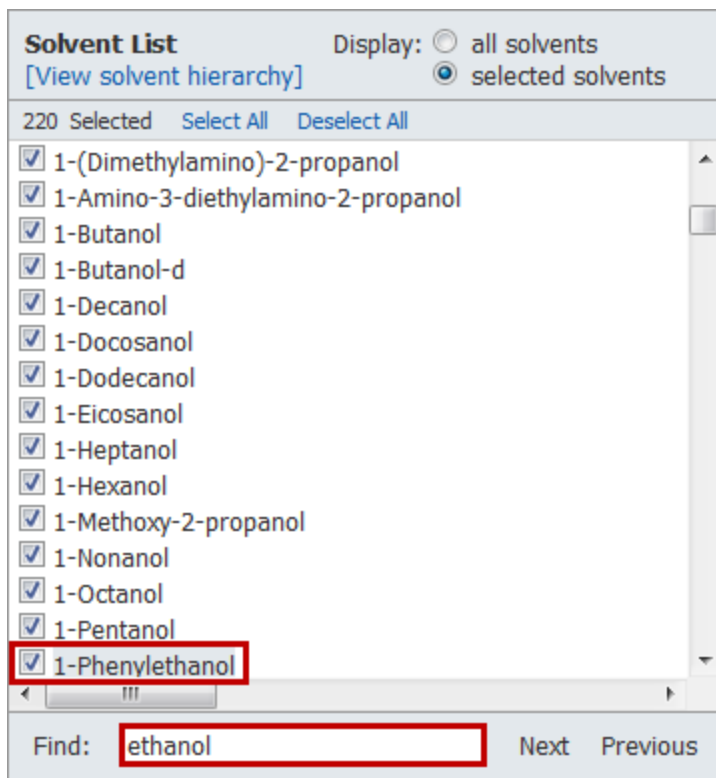 Solvent List Display: all solvents
[View solvent hierarchy] selected solvents
220 Selected Select All Deselect All
1-(Dimethylamino)-2-propanol
1-Amino-3-diethylamino-2-propanol
1-Butanol
1-Butanol-d
1-Decanol
1-Docosanol
1-Dodecanol
1-Eicosanol
1-Heptanol
1-Hexanol
1-Methoxy-2-propanol
1-Nonanol
1-Octanol
1-Pentanol
1-Phenylethanol
Find: ethanol Next Previous